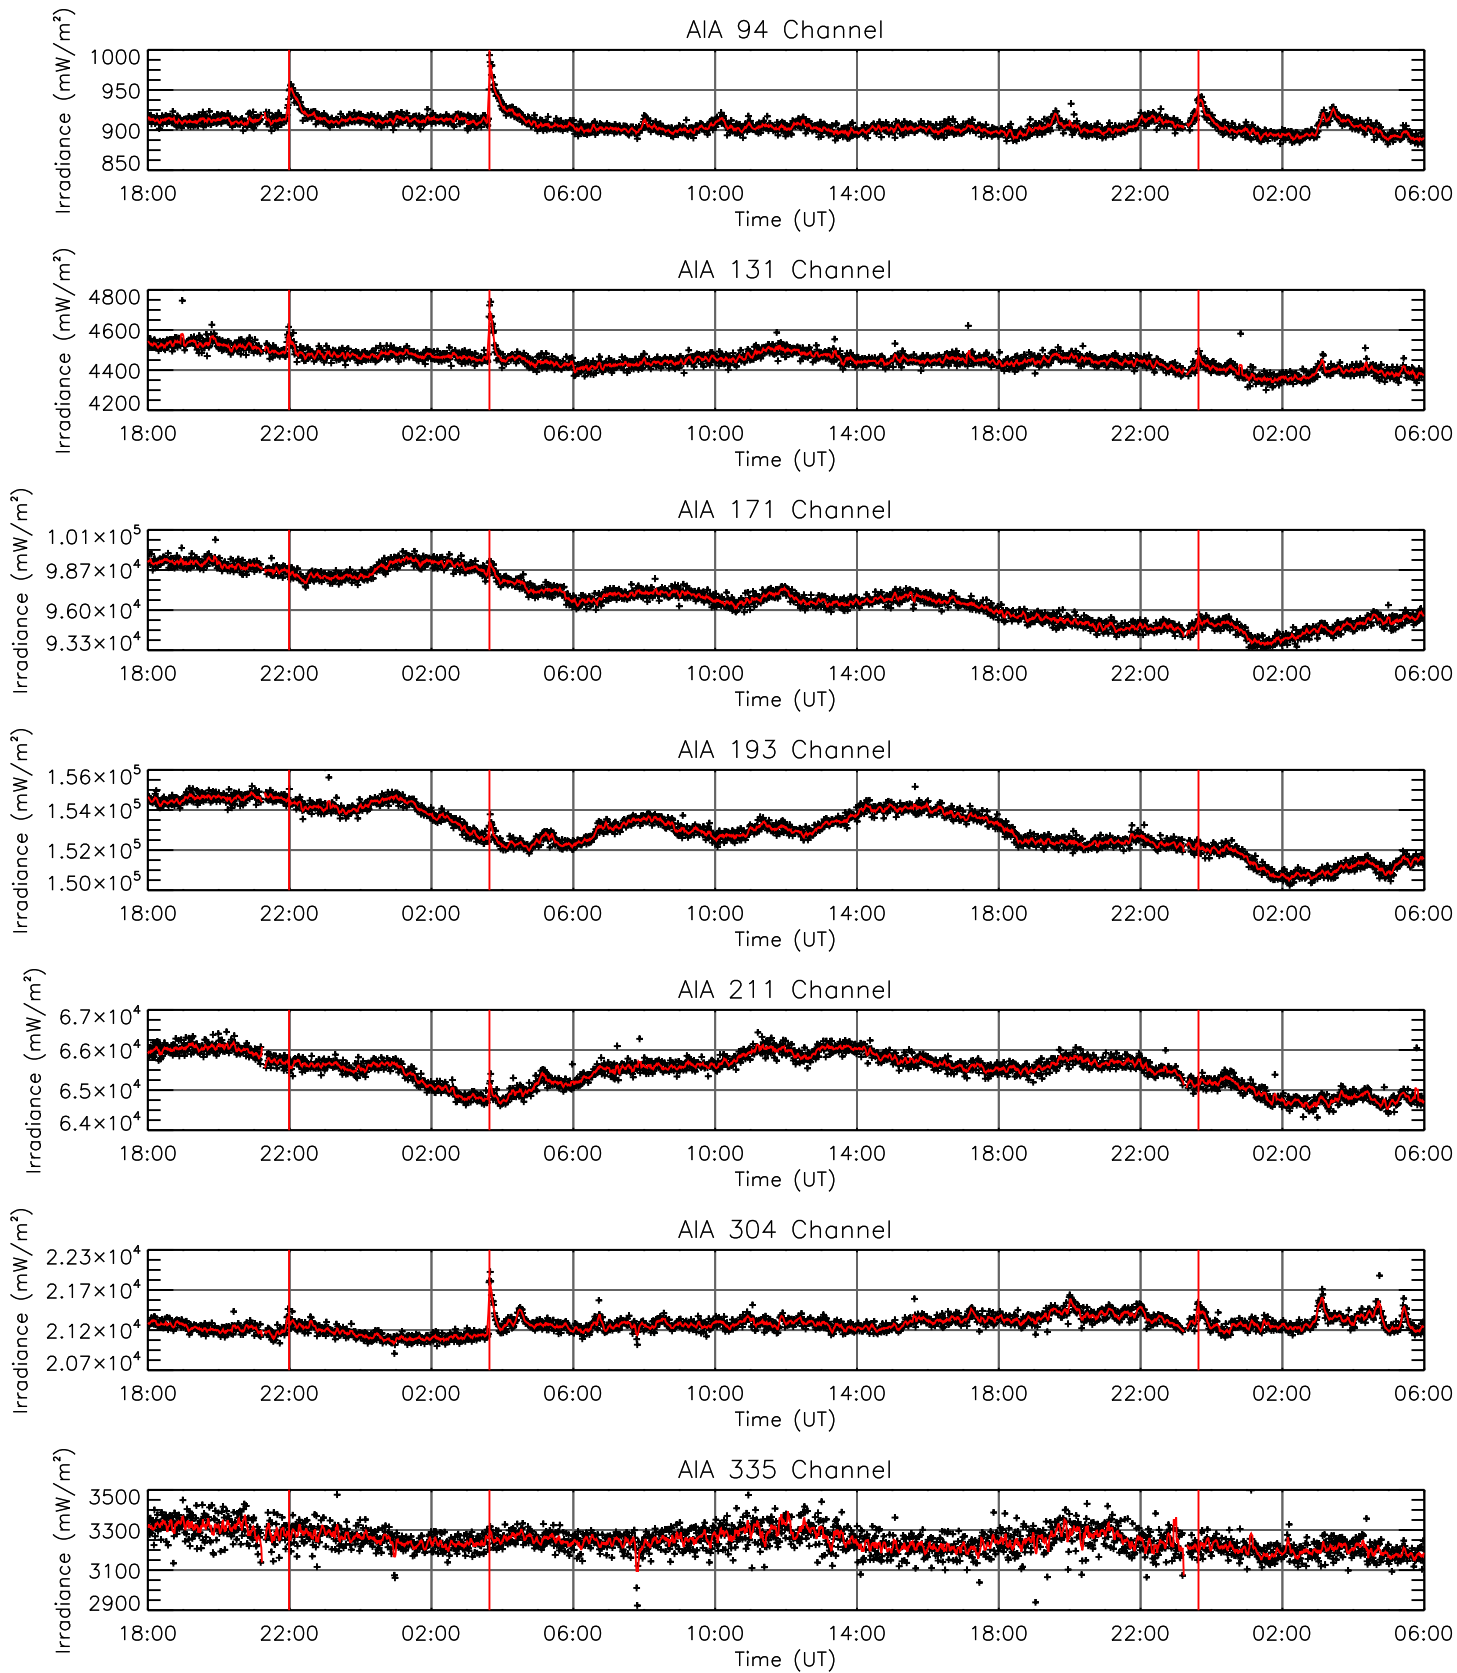 AIA 94 Channel
Irradiance (mW/m²)
1000
950
900
850
18:00 22:00 02:00 06:00 10:00 14:00 18:00 22:00 02:00 06:00
Time (UT)
AIA 131 Channel
Irradiance (mW/m²)
4800
4600
4400
4200
18:00 22:00 02:00 06:00 10:00 14:00 18:00 22:00 02:00 06:00
Time (UT)
AIA 171 Channel
Irradiance (mW/m²)
1.01×10⁵
9.87×10⁴
9.60×10⁴
9.33×10⁴
18:00 22:00 02:00 06:00 10:00 14:00 18:00 22:00 02:00 06:00
Time (UT)
AIA 193 Channel
Irradiance (mW/m²)
1.56×10⁵
1.54×10⁵
1.52×10⁵
1.50×10⁵
18:00 22:00 02:00 06:00 10:00 14:00 18:00 22:00 02:00 06:00
Time (UT)
AIA 211 Channel
Irradiance (mW/m²)
6.7×10⁴
6.6×10⁴
6.5×10⁴
6.4×10⁴
18:00 22:00 02:00 06:00 10:00 14:00 18:00 22:00 02:00 06:00
Time (UT)
AIA 304 Channel
Irradiance (mW/m²)
2.23×10⁴
2.17×10⁴
2.12×10⁴
2.07×10⁴
18:00 22:00 02:00 06:00 10:00 14:00 18:00 22:00 02:00 06:00
Time (UT)
AIA 335 Channel
Irradiance (mW/m²)
3500
3300
3100
2900
18:00 22:00 02:00 06:00 10:00 14:00 18:00 22:00 02:00 06:00
Time (UT)